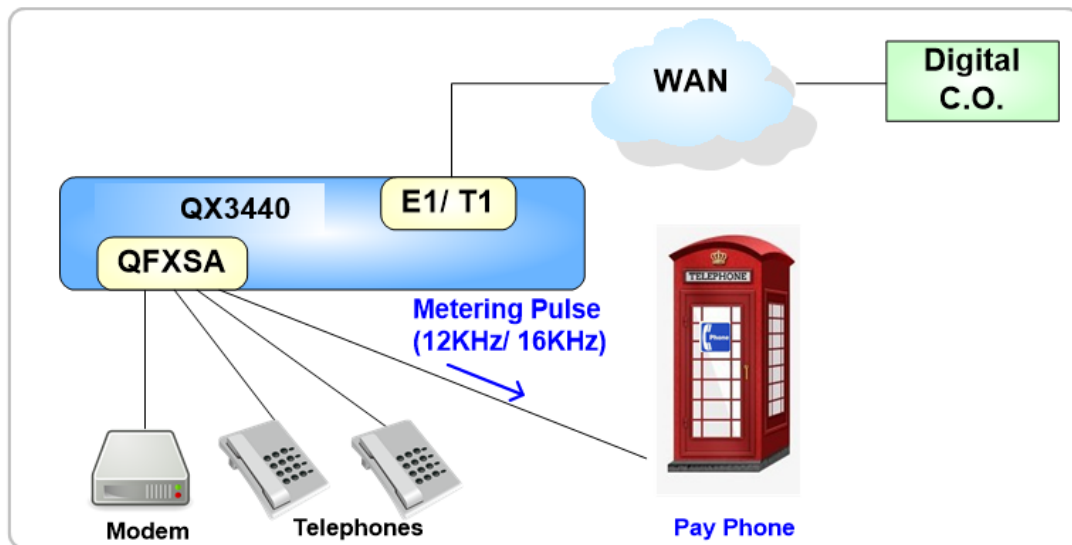 WAN
Digital
C.O.
QX3440
E1/ T1
QFXSA
Metering Pulse
(12KHz/ 16KHz)
TELEPHONE
Phone
Modem
Telephones
Pay Phone